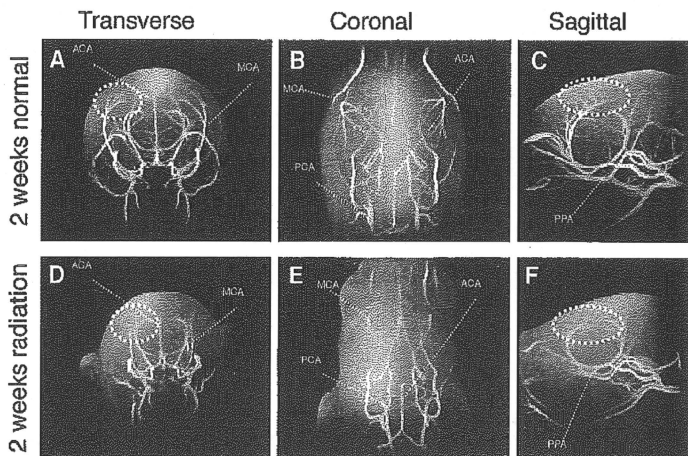 Transverse Coronal Sagittal
2 weeks normal
A ACA MCA
B MCA ACA PCA
C PPA
2 weeks radiation
D ACA MCA
E MCA ACA PCA
F PPA